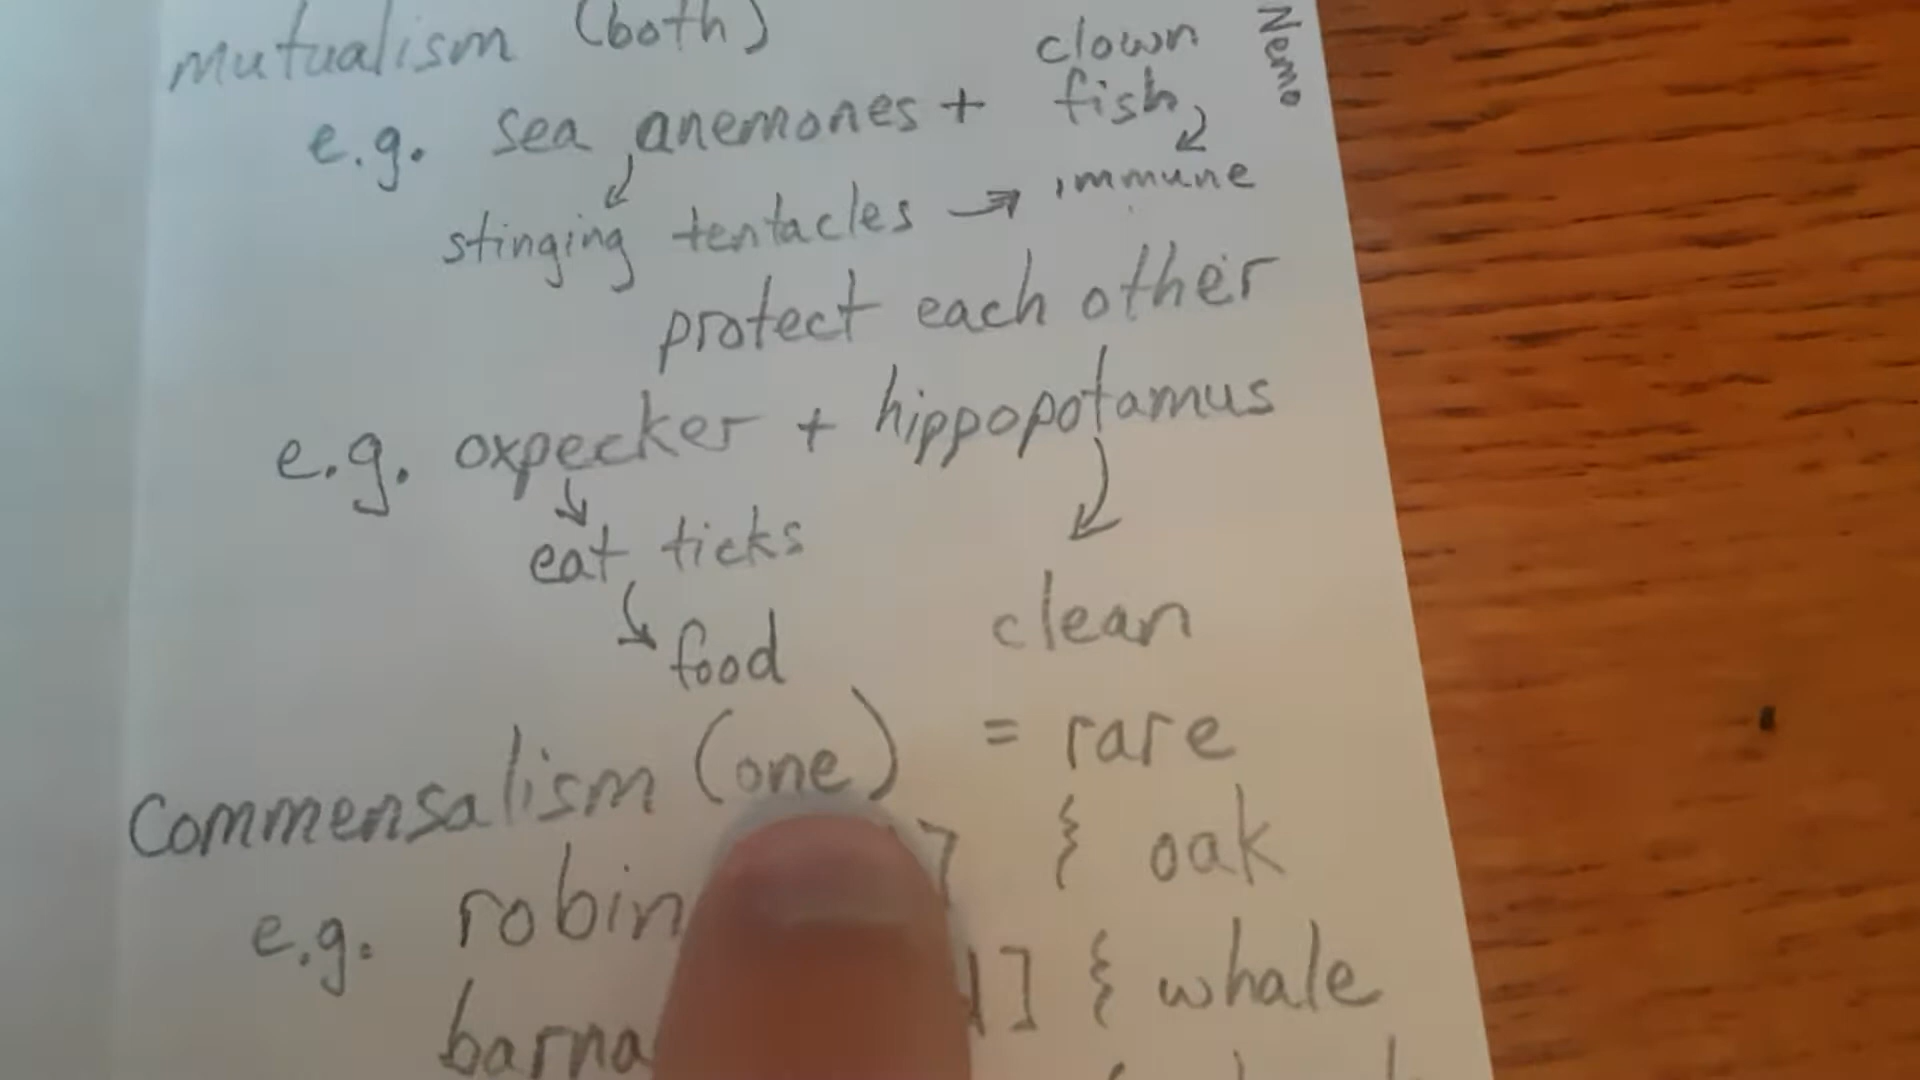 mutualism (both)
clown
Nemo
e.g. sea anemones + fish
stinging tentacles → immune
protect each other
e.g. oxpecker + hippopotamus
eat ticks
clean
food
Commensalism (one) = rare
e.g. robin ] { oak
] { whale